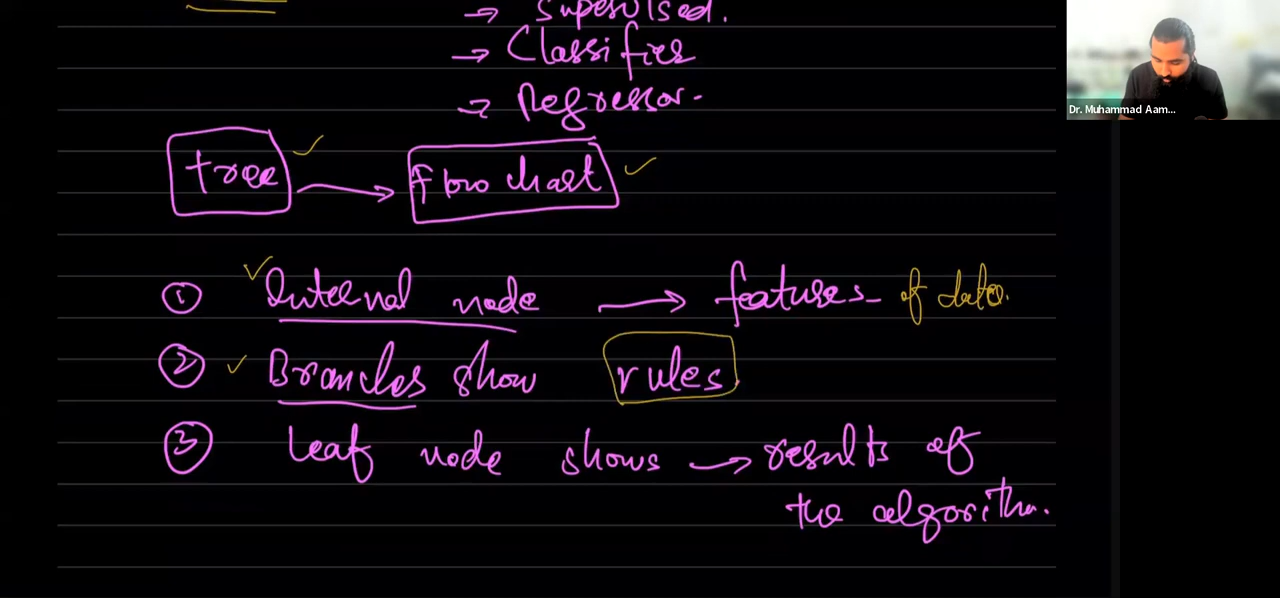 → Supervised.
→ Classifier
→ Regressor.
tree → flow chart
① Internal node → features of data.
② Branches show rules.
③ leaf node shows → results of
the algorithm.
Dr. Muhammad Aam...